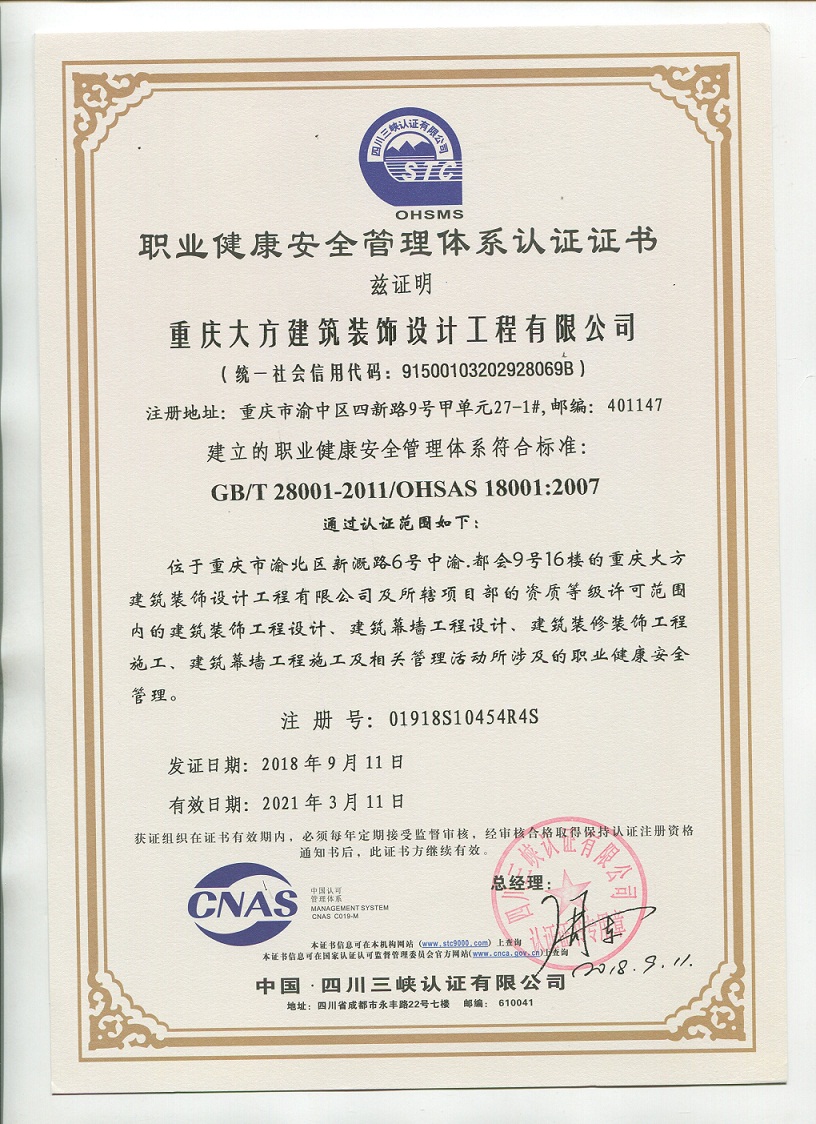 四川三峡认证有限公司
STC
OHSMS
职业健康安全管理体系认证证书
兹证明
重庆大方建筑装饰设计工程有限公司
(统一社会信用代码:91500103202928069B)
注册地址:重庆市渝中区四新路9号甲单元27-1#,邮编:401147
建立的职业健康安全管理体系符合标准:
GB/T 28001-2011/OHSAS 18001:2007
通过认证范围如下:
位于重庆市渝北区新溉路6号中渝.都会9号16楼的重庆大方
建筑装饰设计工程有限公司及所辖项目部的资质等级许可范围
内的建筑装饰工程设计、建筑幕墙工程设计、建筑装修装饰工程
施工、建筑幕墙工程施工及相关管理活动所涉及的职业健康安全
管理。
注 册 号:01918S10454R4S
发证日期:2018年9月11日
有效日期:2021年3月11日
获证组织在证书有效期内,必须每年定期接受监督审核,经审核合格取得保持认证注册资格
通知书后,此证书方继续有效。
CNAS
中国认可
管理体系
MANAGEMENT SYSTEM
CNAS C019-M
总经理:
四川三峡认证有限公司
认证证书专用章
2018.9.11.
本证书信息可在本机构网站(www.stc9000.com)上查询
本证书信息可在国家认证认可监督管理委员会官方网站(www.cnca.gov.cn)上查询
中国·四川三峡认证有限公司
地址:四川省成都市永丰路22号七楼 邮编:610041